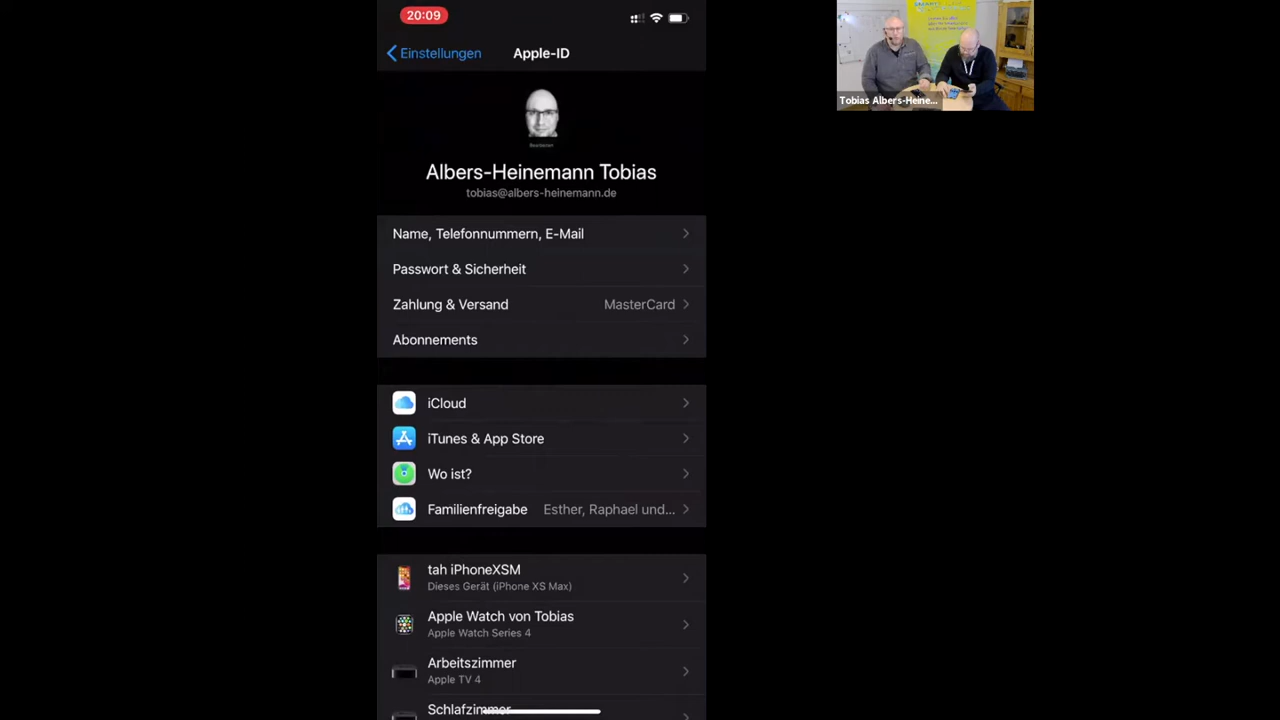 20:09
Einstellungen
Apple-ID
Bearbeiten
Albers-Heinemann Tobias
tobias@albers-heinemann.de
Name, Telefonnummern, E-Mail
Passwort & Sicherheit
Zahlung & Versand MasterCard
Abonnements
iCloud
iTunes & App Store
Wo ist?
Familienfreigabe Esther, Raphael und...
tah iPhoneXSM
Dieses Gerät (iPhone XS Max)
Apple Watch von Tobias
Apple Watch Series 4
Arbeitszimmer
Apple TV 4
Schlafzimmer
Tobias Albers-Heine...